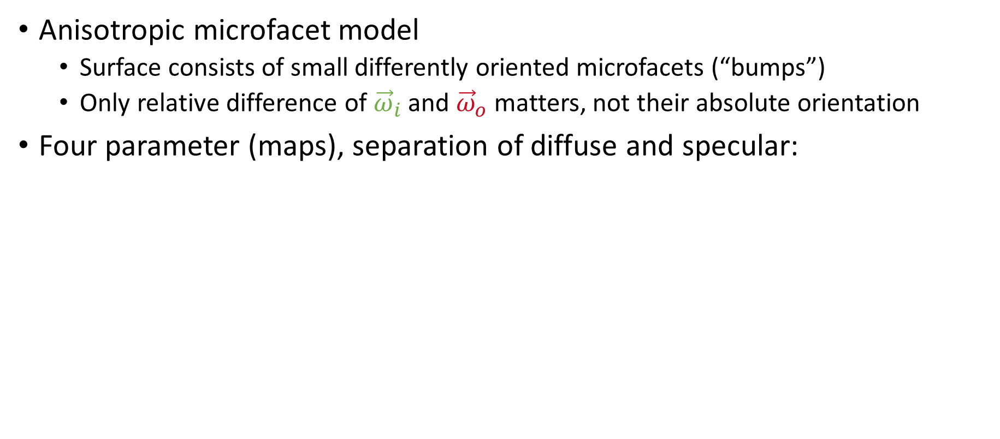 • Anisotropic microfacet model
• Surface consists of small differently oriented microfacets (“bumps”)
• Only relative difference of $\vec{\omega}_i$ and $\vec{\omega}_o$ matters, not their absolute orientation
• Four parameter (maps), separation of diffuse and specular: